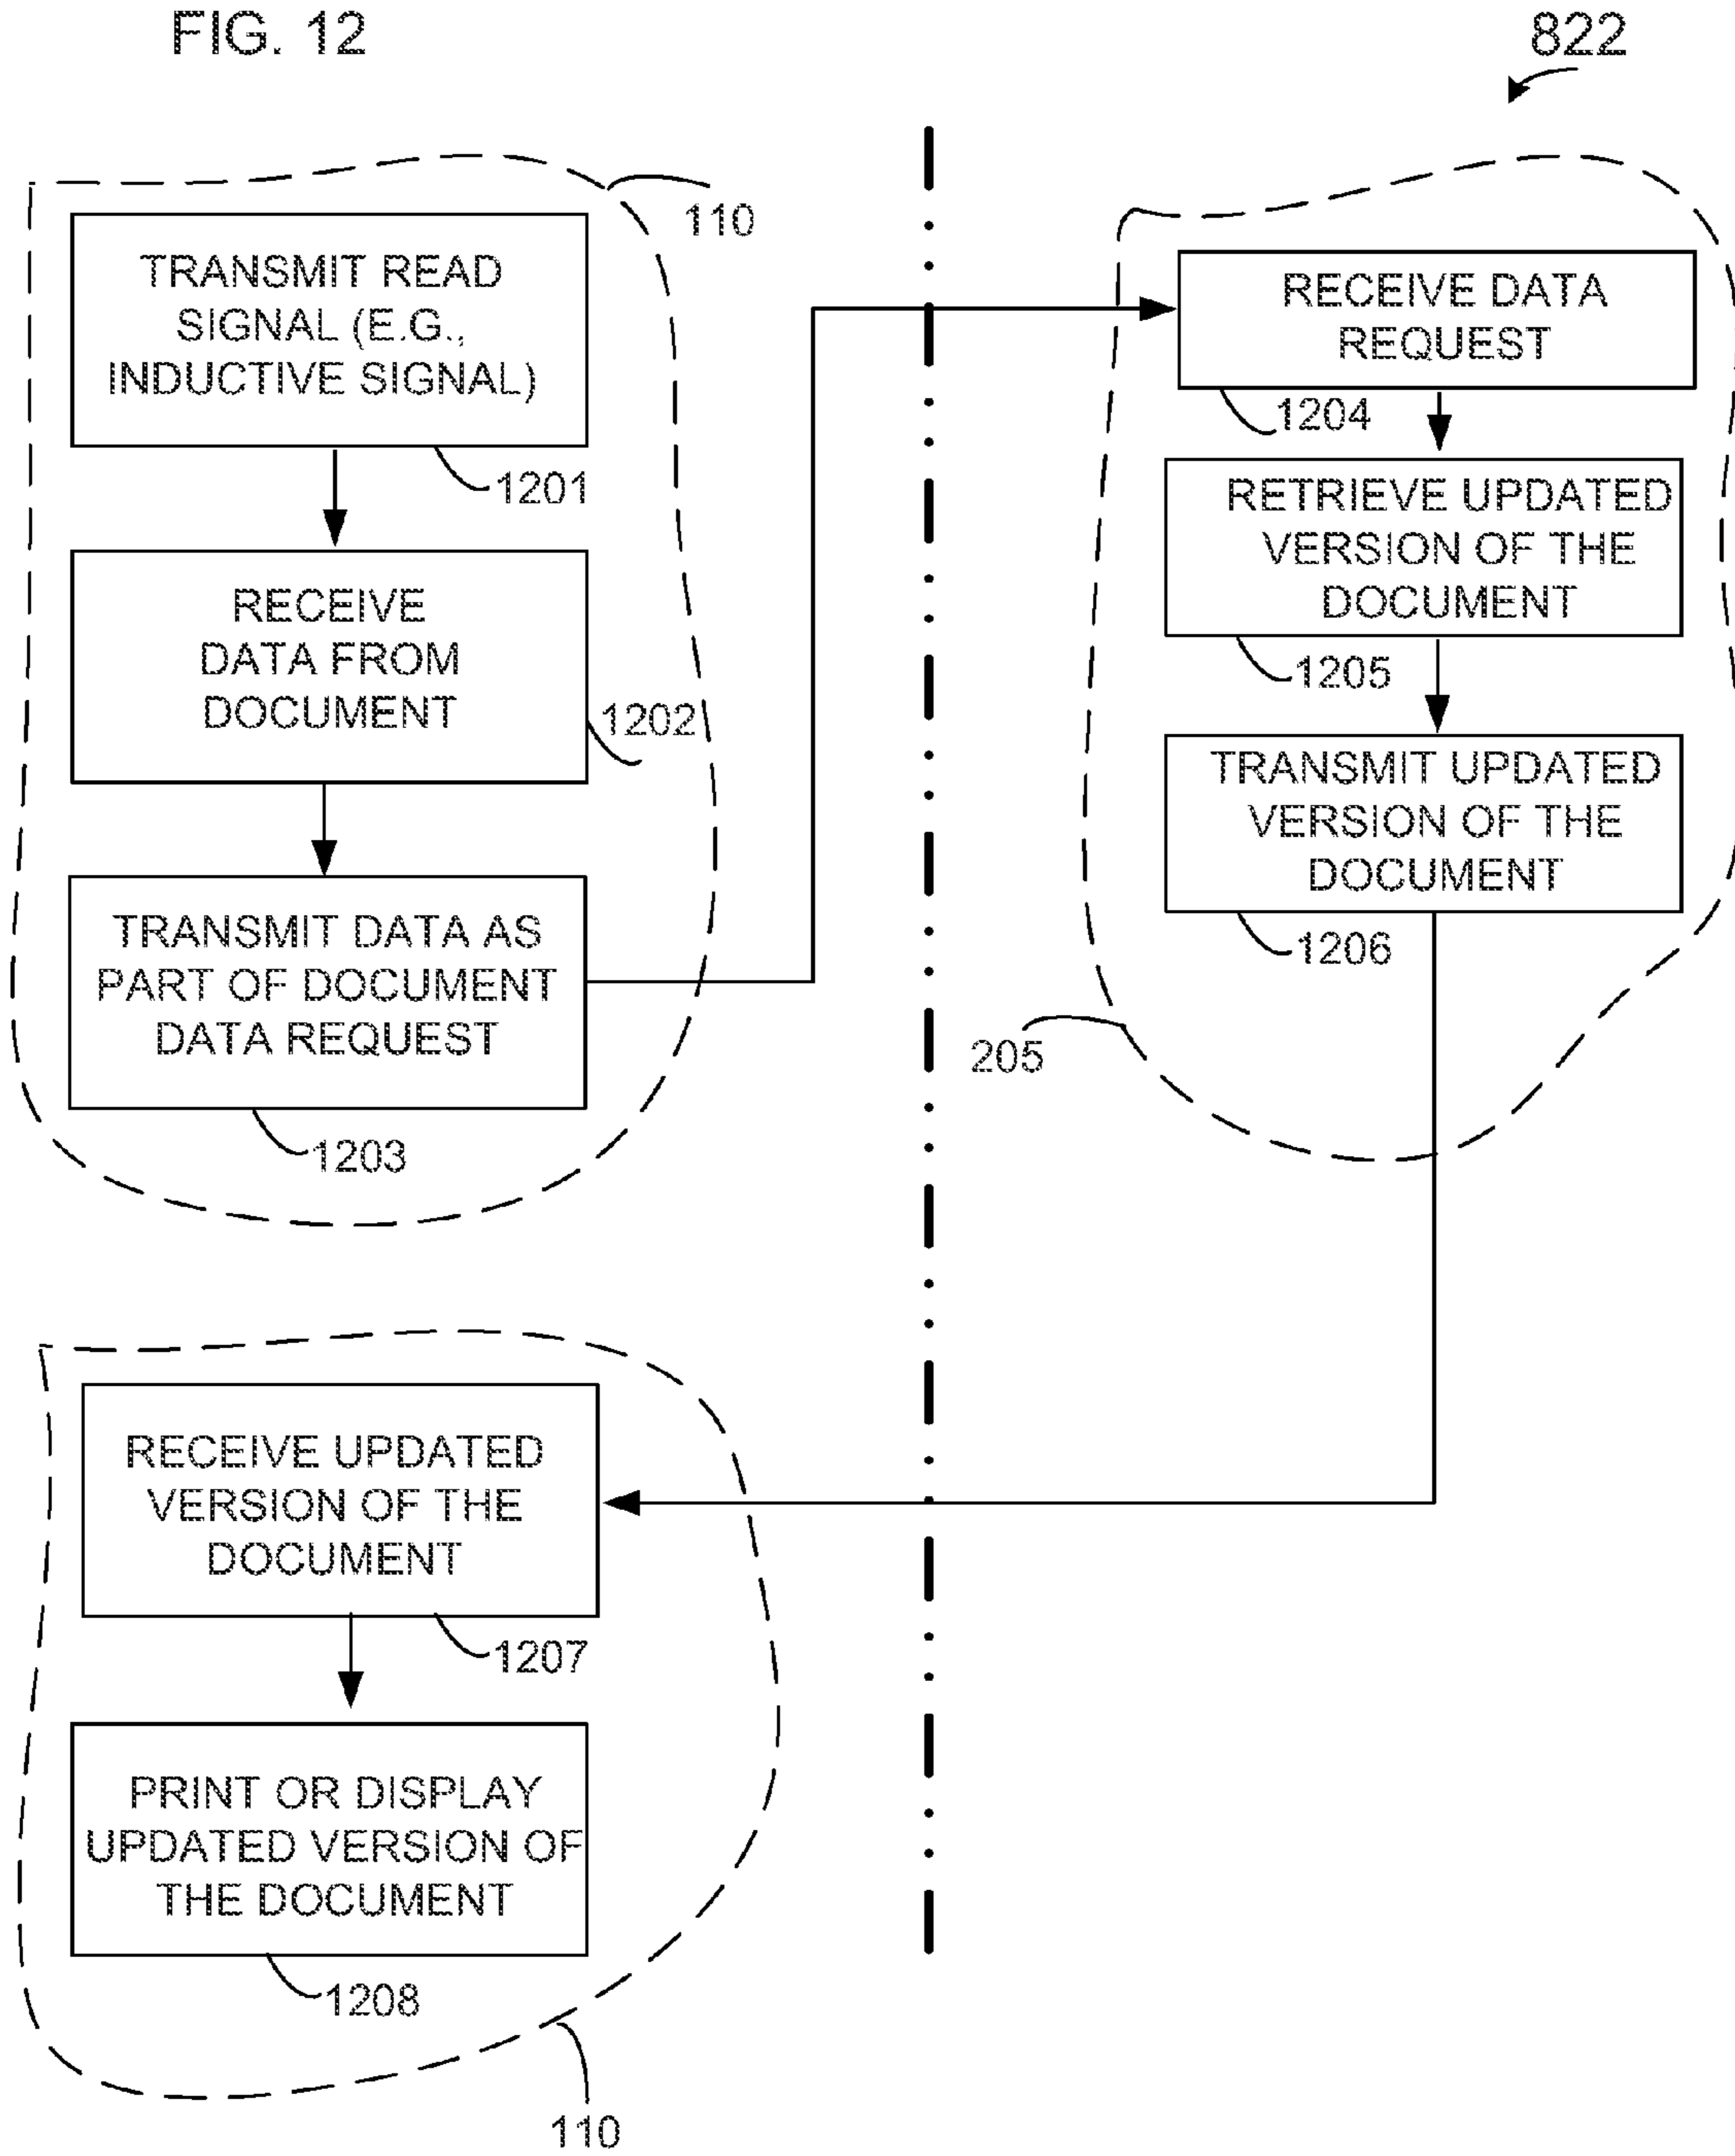 FIG. 12
822
110
TRANSMIT READ
SIGNAL (E.G.,
INDUCTIVE SIGNAL)
1201
RECEIVE
DATA FROM
DOCUMENT
1202
TRANSMIT DATA AS
PART OF DOCUMENT
DATA REQUEST
1203
RECEIVE DATA
REQUEST
1204
RETRIEVE UPDATED
VERSION OF THE
DOCUMENT
1205
TRANSMIT UPDATED
VERSION OF THE
DOCUMENT
1206
205
RECEIVE UPDATED
VERSION OF THE
DOCUMENT
1207
PRINT OR DISPLAY
UPDATED VERSION OF
THE DOCUMENT
1208
110